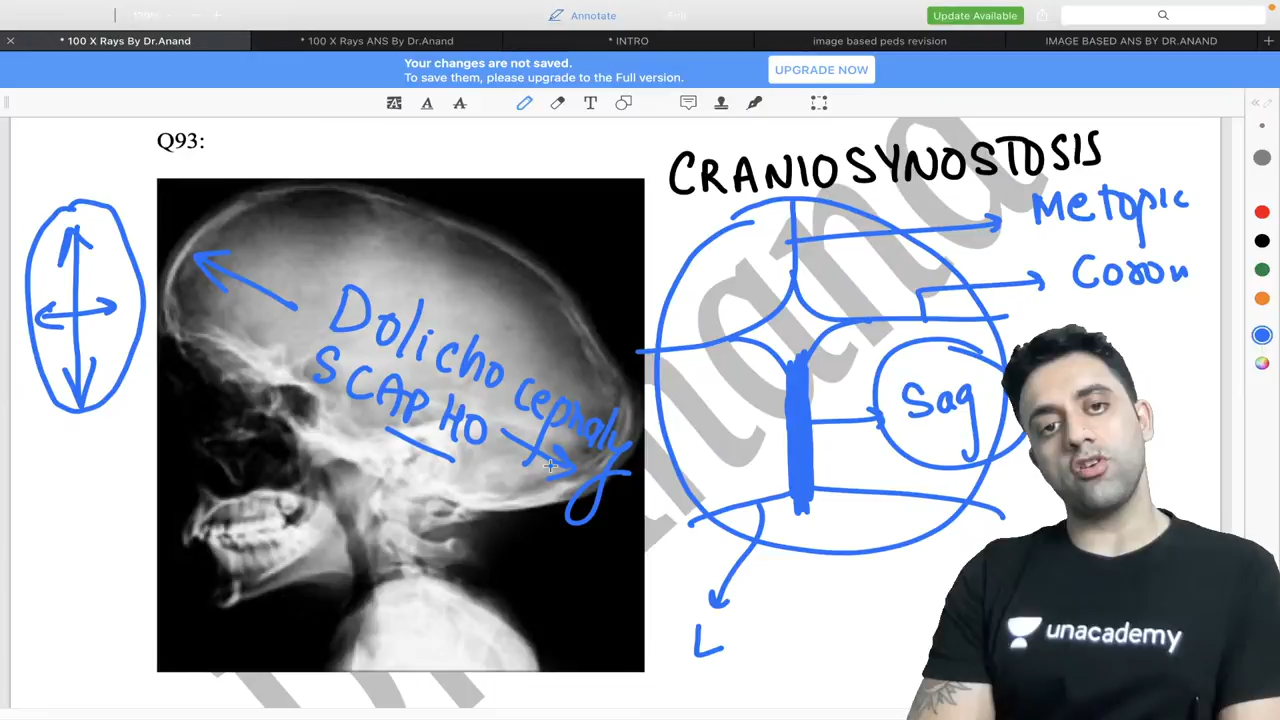 Annotate
Edit
Update Available
* 100 X Rays By Dr.Anand
* 100 X Rays ANS By Dr.Anand
* INTRO
image based peds revision
IMAGE BASED ANS BY DR.ANAND
Your changes are not saved.
To save them, please upgrade to the Full version.
UPGRADE NOW
Q93:
CRANIOSYNOSTOSIS
Metopic
Coron
Dolichocephaly
SCAPHO
Sag
L
unacademy